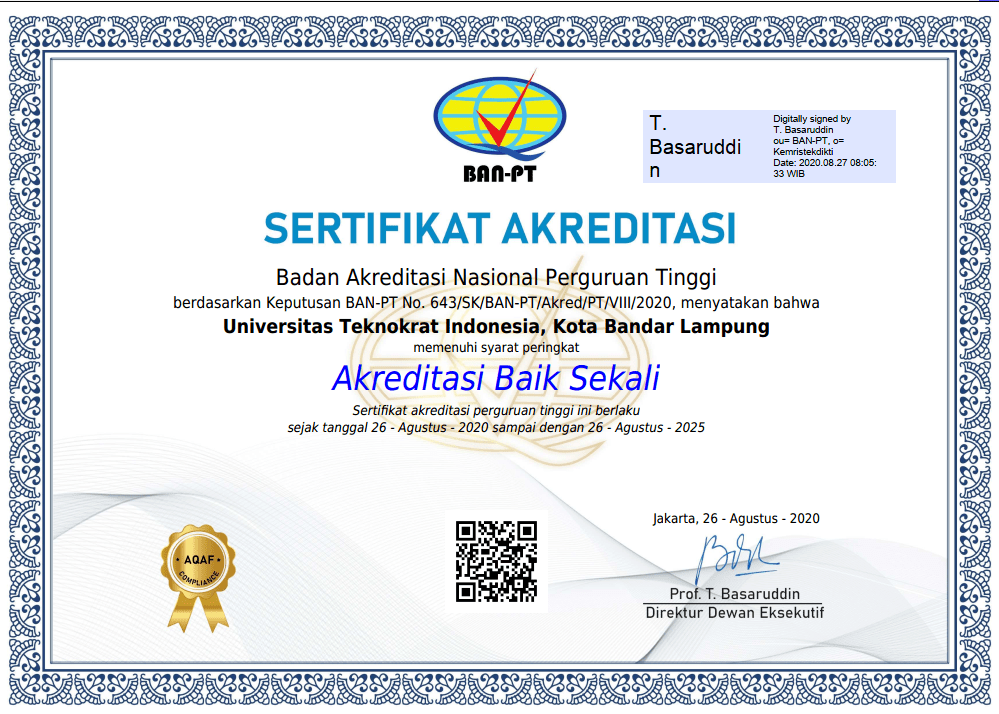 BAN-PT
T.
Basaruddi
n
Digitally signed by
T. Basaruddin
ou= BAN-PT, o=
Kemristekdikti
Date: 2020.08.27 08:05:
33 WIB
SERTIFIKAT AKREDITASI
Badan Akreditasi Nasional Perguruan Tinggi
berdasarkan Keputusan BAN-PT No. 643/SK/BAN-PT/Akred/PT/VIII/2020, menyatakan bahwa
Universitas Teknokrat Indonesia, Kota Bandar Lampung
memenuhi syarat peringkat
Akreditasi Baik Sekali
Sertifikat akreditasi perguruan tinggi ini berlaku
sejak tanggal 26 - Agustus - 2020 sampai dengan 26 - Agustus - 2025
AQAF
COMPLIANCE
Jakarta, 26 - Agustus - 2020
Prof. T. Basaruddin
Direktur Dewan Eksekutif